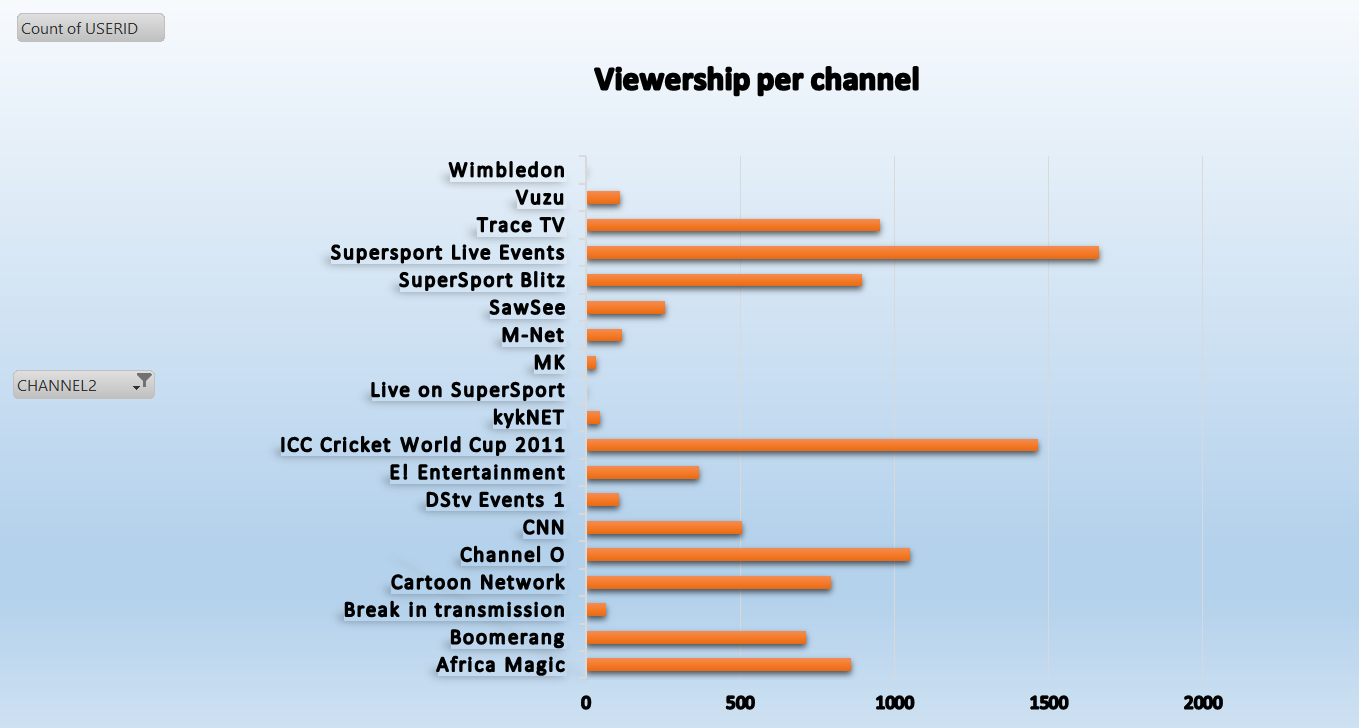 Count of USERID
Viewership per channel
Wimbledon
Vuzu
Trace TV
Supersport Live Events
SuperSport Blitz
SawSee
M-Net
MK
CHANNEL2
Live on SuperSport
kykNET
ICC Cricket World Cup 2011
E! Entertainment
DStv Events 1
CNN
Channel O
Cartoon Network
Break in transmission
Boomerang
Africa Magic
0 500 1000 1500 2000